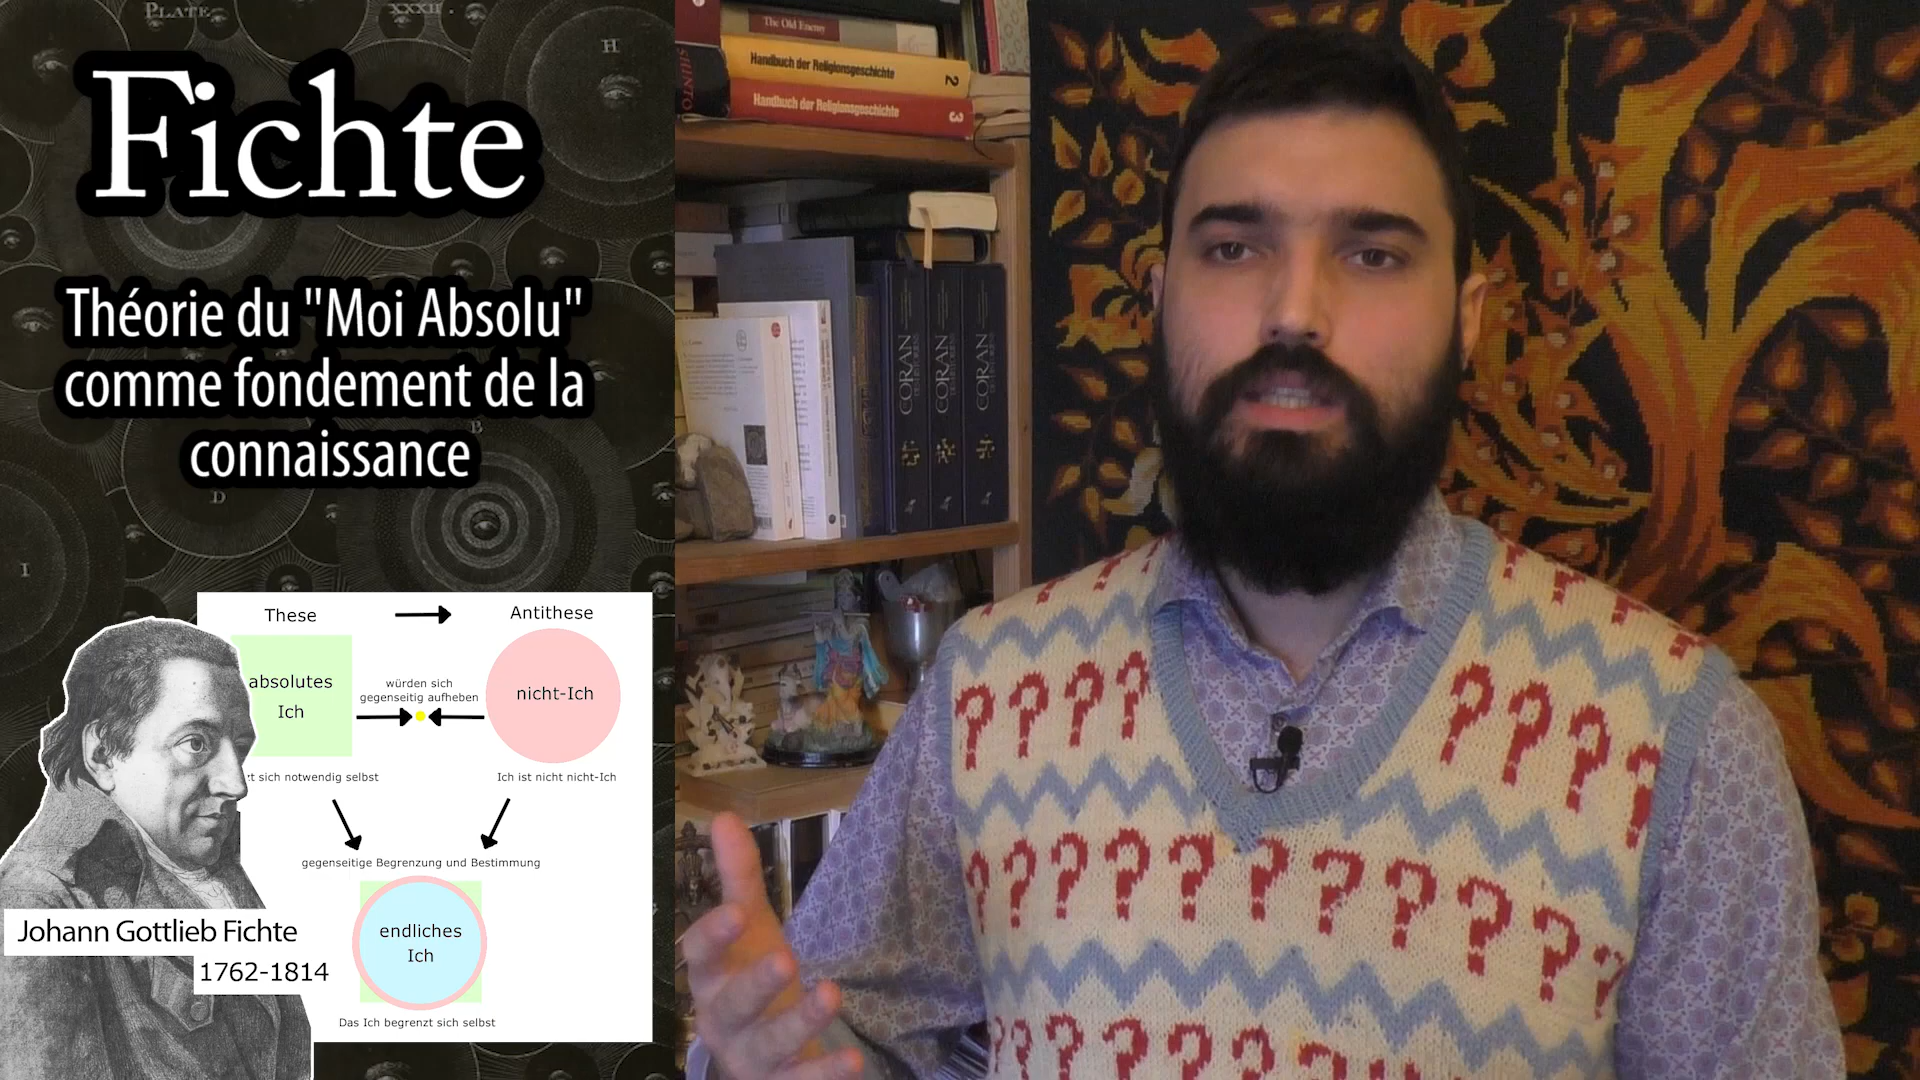 PLATE
XXXII.
H
Fichte
Théorie du "Moi Absolu"
comme fondement de la
connaissance
B
D
I
These
Antithese
absolutes
Ich
würden sich
gegenseitig aufheben
nicht-Ich
zt sich notwendig selbst
Ich ist nicht nicht-Ich
gegenseitige Begrenzung und Bestimmung
endliches
Ich
Das Ich begrenzt sich selbst
Johann Gottlieb Fichte
1762-1814
The Old Enemy
Handbuch der Religionsgeschichte 2
Handbuch der Religionsgeschichte 3
SHINTO
CORAN
CORAN
CORAN
? ? ? ?
? ? ? ?
? ? ? ? ? ? ? ? ? ? ?
? ? ? ? ? ?